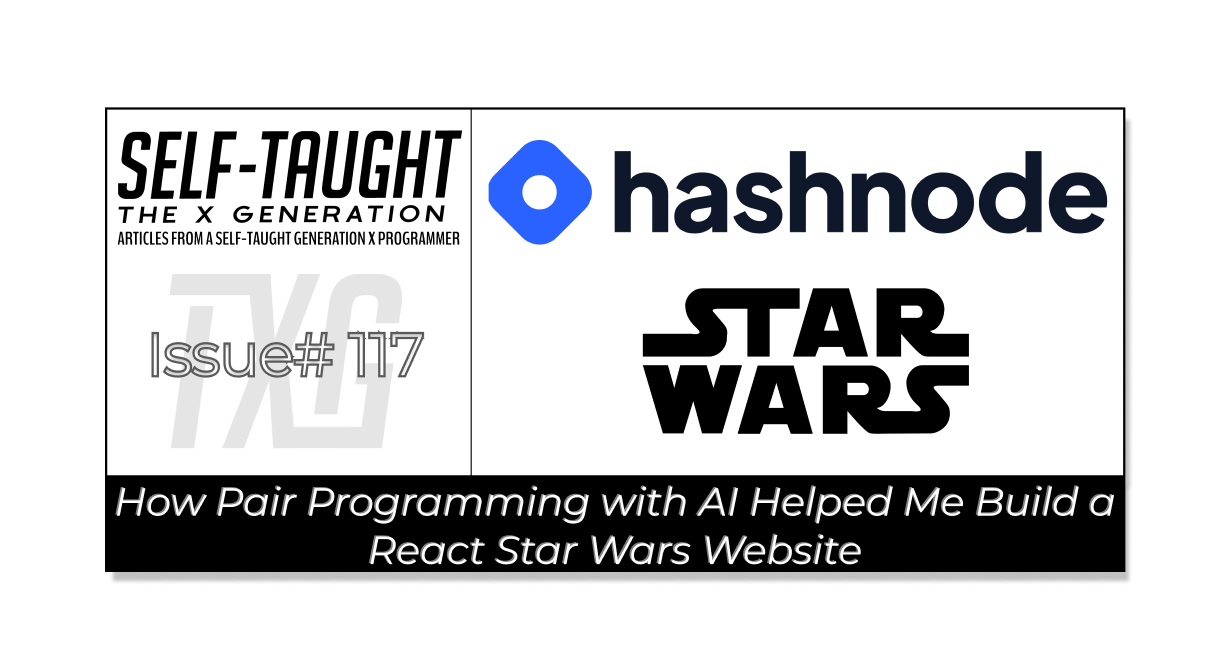 SELF-TAUGHT
THE X GENERATION
ARTICLES FROM A SELF-TAUGHT GENERATION X PROGRAMMER
TXG
Issue# 117
hashnode
STAR
WARS
How Pair Programming with AI Helped Me Build a
React Star Wars Website